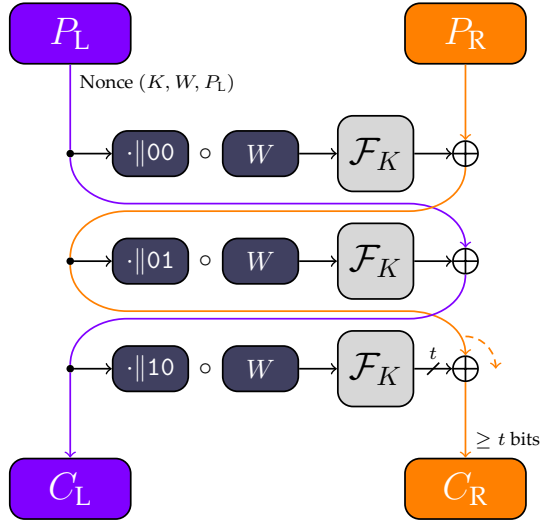 P_L P_R
Nonce (K, W, P_L)
·‖00 ∘ W F_K
·‖01 ∘ W F_K
·‖10 ∘ W F_K t
≥ t bits
C_L C_R